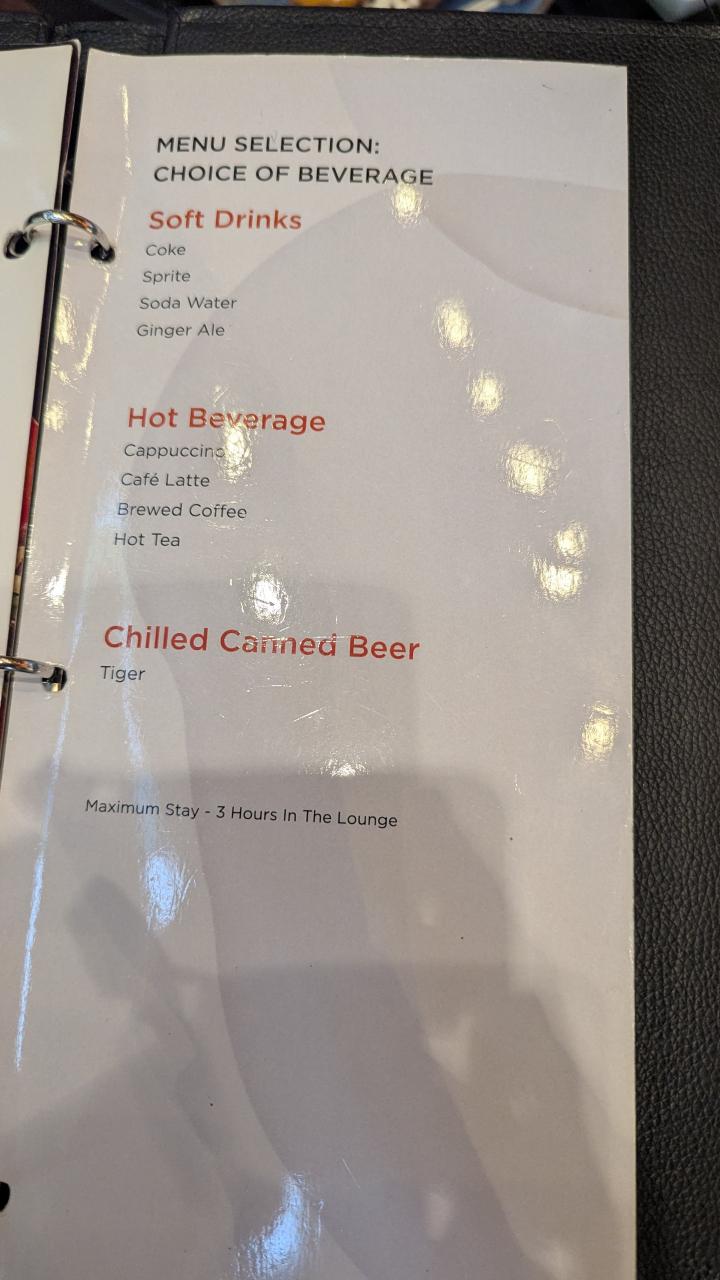 MENU SELECTION:
CHOICE OF BEVERAGE
Soft Drinks
Coke
Sprite
Soda Water
Ginger Ale
Hot Beverage
Cappuccino
Café Latte
Brewed Coffee
Hot Tea
Chilled Canned Beer
Tiger
Maximum Stay - 3 Hours In The Lounge